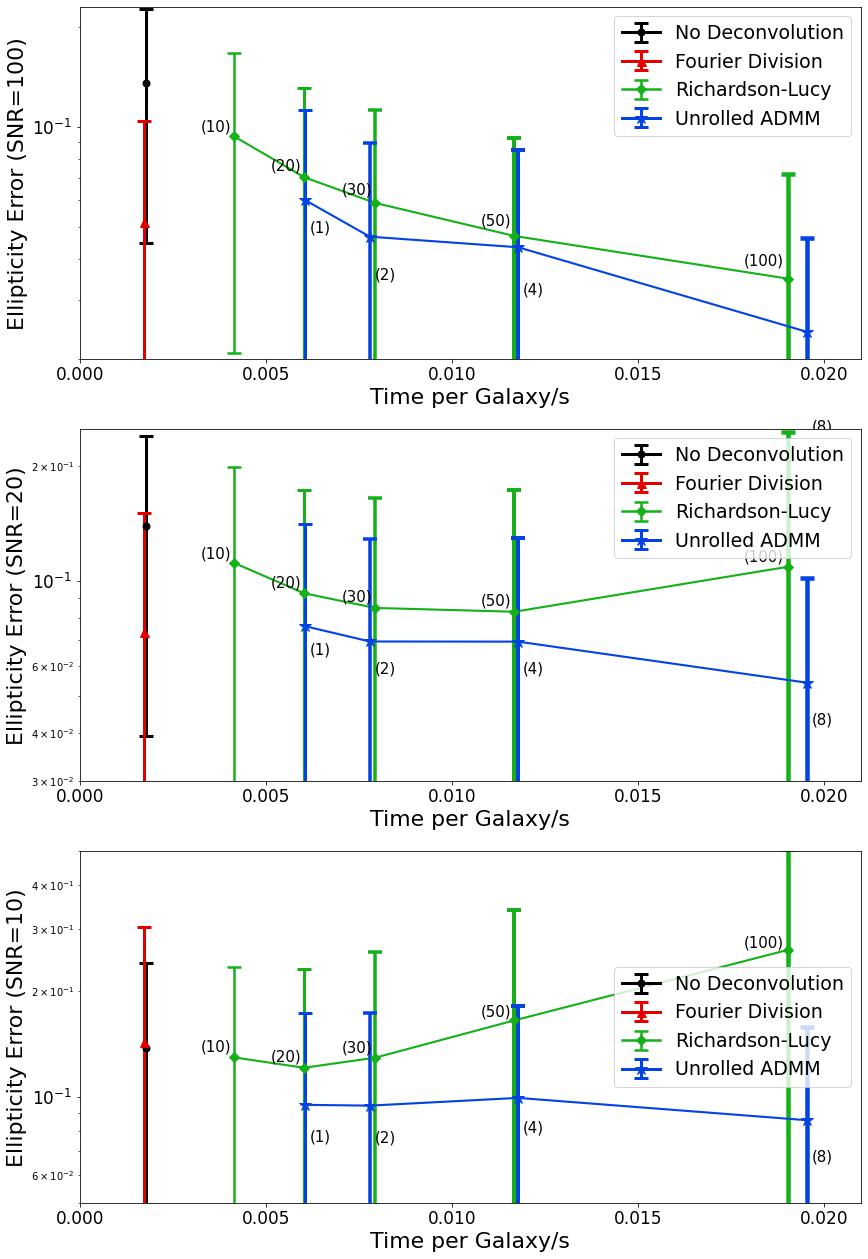 Ellipticity Error (SNR=100)
10⁻¹
No Deconvolution
Fourier Division
Richardson-Lucy
Unrolled ADMM
(10)
(20)
(30)
(50)
(100)
(1)
(2)
(4)
0.000 0.005 0.010 0.015 0.020
Time per Galaxy/s
(8)
Ellipticity Error (SNR=20)
2×10⁻¹
10⁻¹
6×10⁻²
4×10⁻²
3×10⁻²
No Deconvolution
Fourier Division
Richardson-Lucy
Unrolled ADMM
(10)
(20)
(30)
(50)
(100)
(1)
(2)
(4)
(8)
0.000 0.005 0.010 0.015 0.020
Time per Galaxy/s
Ellipticity Error (SNR=10)
4×10⁻¹
3×10⁻¹
2×10⁻¹
10⁻¹
6×10⁻²
No Deconvolution
Fourier Division
Richardson-Lucy
Unrolled ADMM
(10)
(20)
(30)
(50)
(100)
(1)
(2)
(4)
(8)
0.000 0.005 0.010 0.015 0.020
Time per Galaxy/s